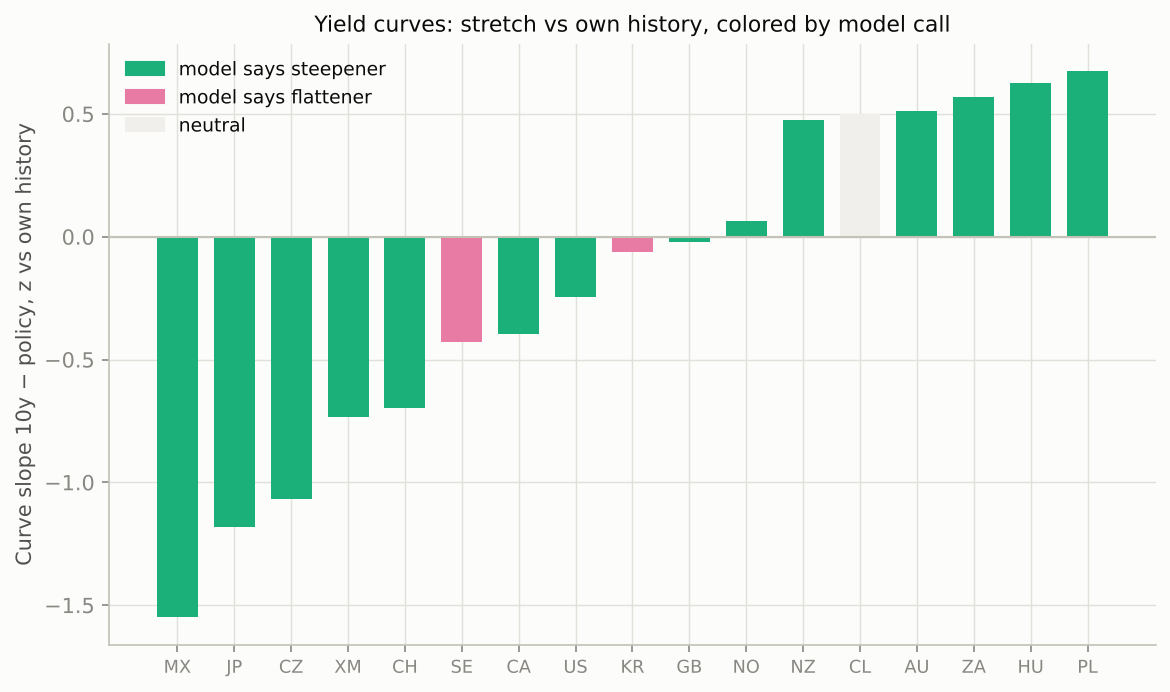 Yield curves: stretch vs own history, colored by model call
model says steepener
model says flattener
neutral
Curve slope 10y − policy, z vs own history
0.5
0.0
−0.5
−1.0
−1.5
MX JP CZ XM CH SE CA US KR GB NO NZ CL AU ZA HU PL